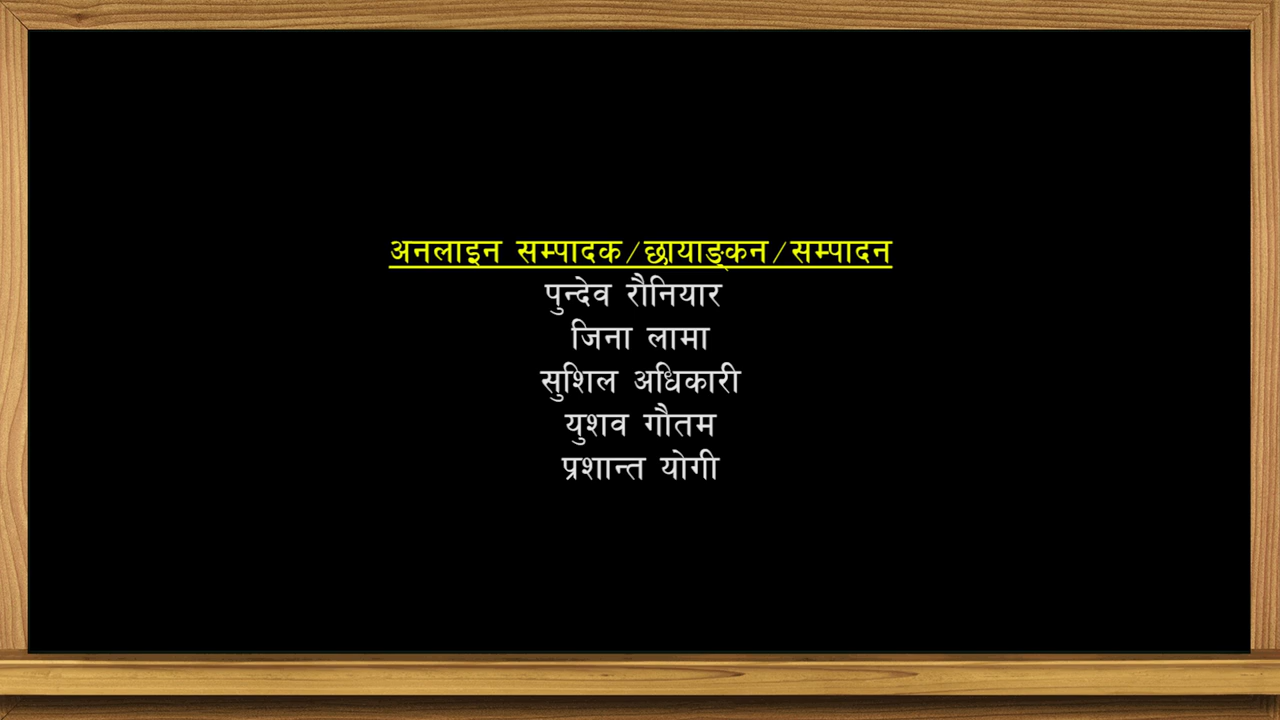 अनलाइन सम्पादक/छायाङ्कन/सम्पादन
पुन्देव रौनियार
जिना लामा
सुशिल अधिकारी
युशव गौतम
प्रशान्त योगी